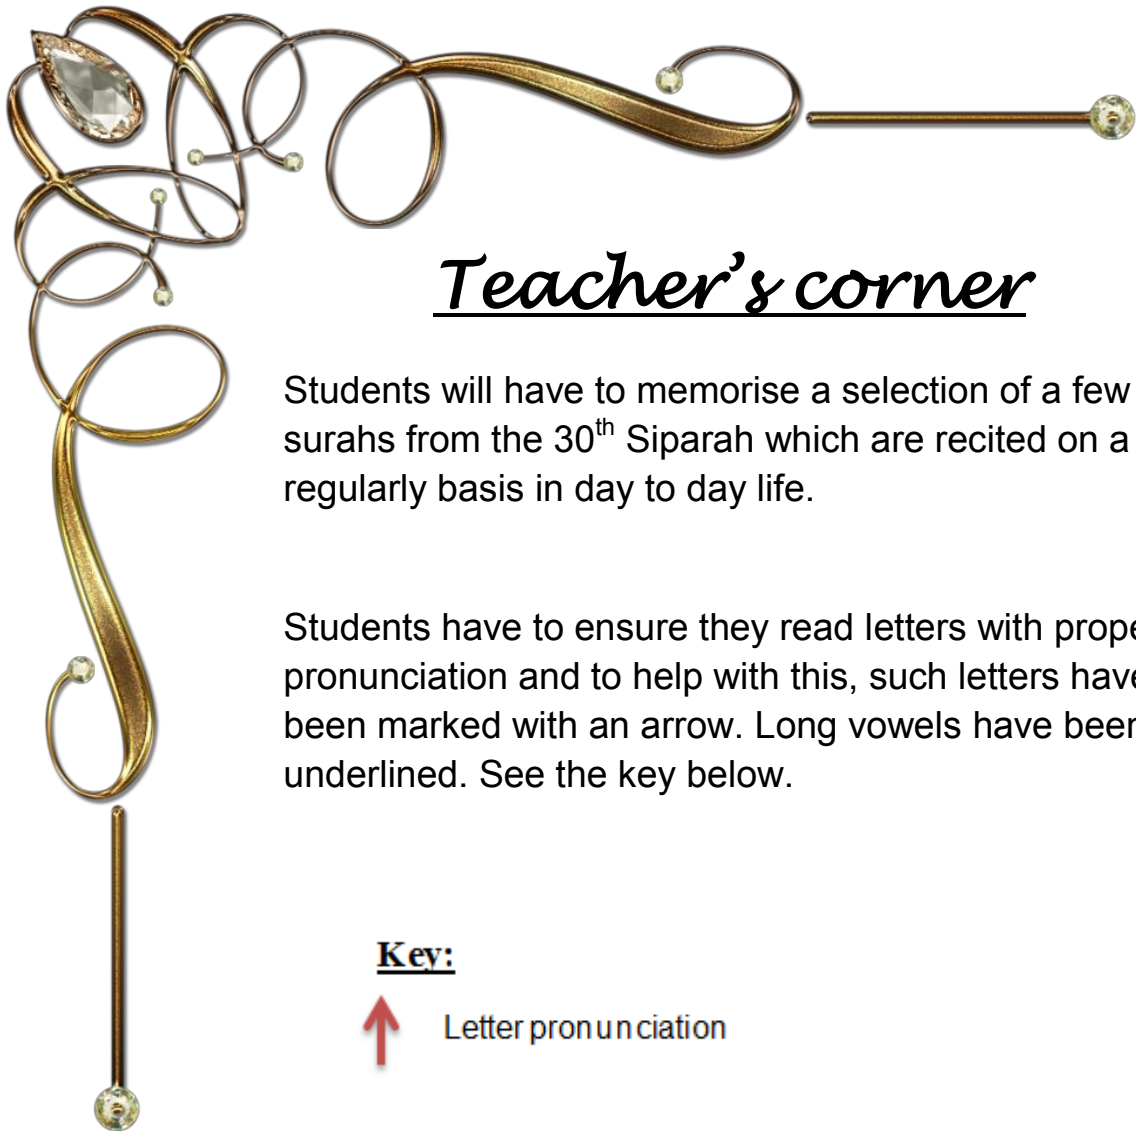 Teacher's corner
Students will have to memorise a selection of a few
surahs from the 30th Siparah which are recited on a
regularly basis in day to day life.
Students have to ensure they read letters with prope
pronunciation and to help with this, such letters have
been marked with an arrow. Long vowels have been
underlined. See the key below.
Key:
Letter pronunciation